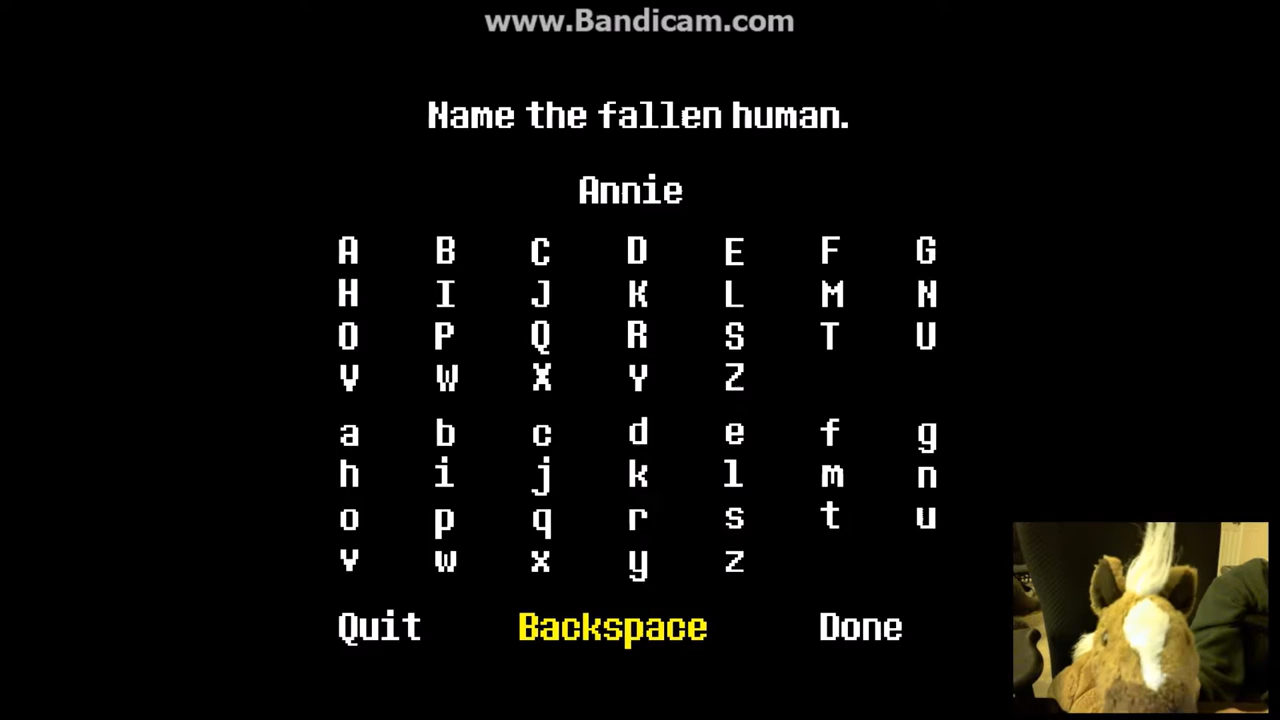 www.Bandicam.com
Name the fallen human.
Annie
A B C D E F G
H I J K L M N
O P Q R S T U
V W X Y Z
a b c d e f g
h i j k l m n
o p q r s t u
v w x y z
Quit Backspace Done